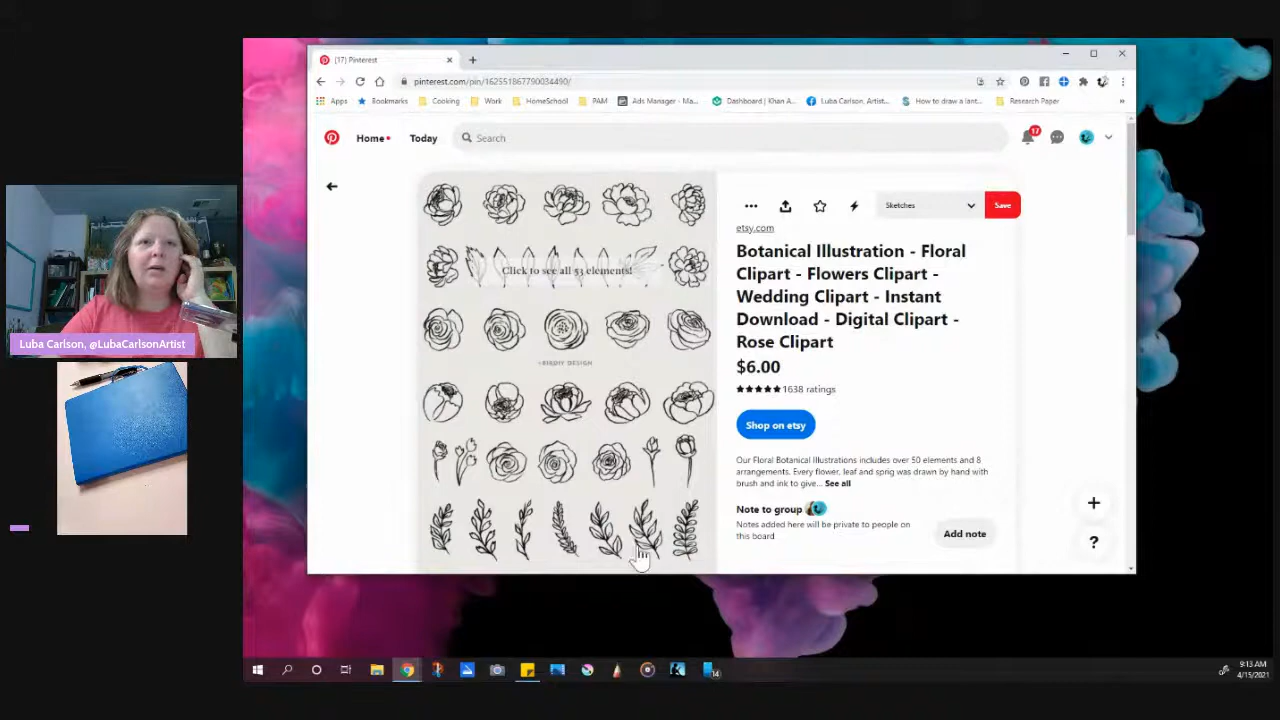 (17) Pinterest
pinterest.com/pin/162551867790034490/
Apps
Bookmarks
Cooking
Work
HomeSchool
PAM
Ads Manager - Ma...
Dashboard | Khan A...
Luba Carlson, Artist...
How to draw a lant...
Research Paper
»
Home
Today
Search
17
Sketches
Save
etsy.com
Botanical Illustration - Floral
Clipart - Flowers Clipart -
Wedding Clipart - Instant
Download - Digital Clipart -
Rose Clipart
$6.00
1638 ratings
Shop on etsy
Our Floral Botanical Illustrations includes over 50 elements and 8
arrangements. Every flower, leaf and sprig was drawn by hand with
brush and ink to give... See all
Note to group
Notes added here will be private to people on
this board
Add note
+
?
Click to see all 53 elements!
BIRDIY DESIGN
Luba Carlson, @LubaCarlsonArtist
14
9:13 AM
4/15/2021